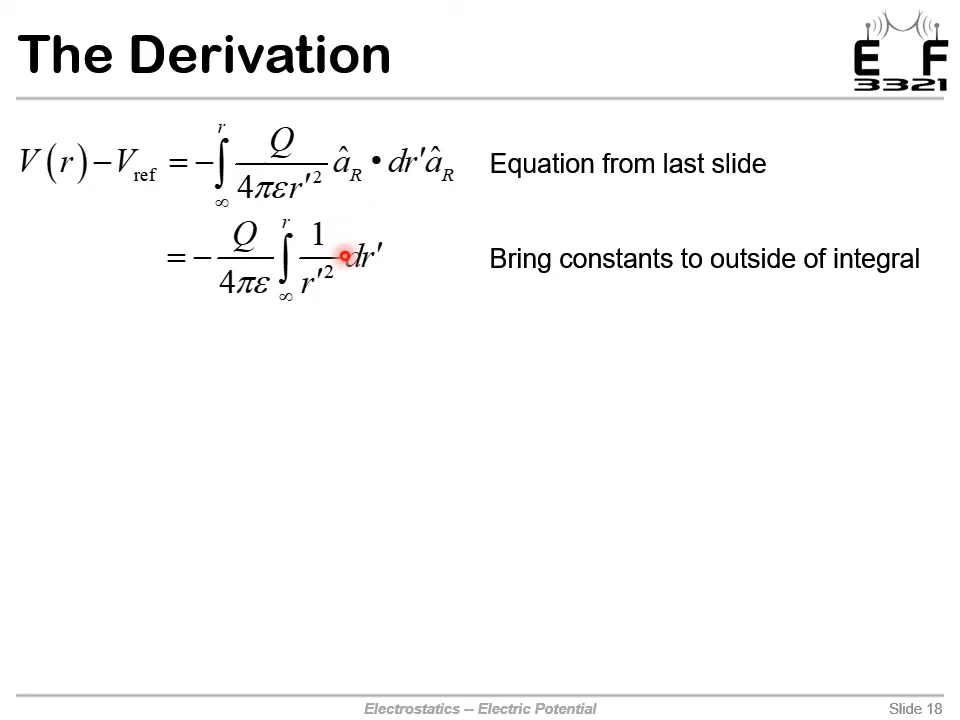 The Derivation
E F
3321
V(r) − V_ref = −∫_∞^r Q/(4πεr′²) â_R • dr′â_R Equation from last slide
= − Q/(4πε) ∫_∞^r 1/r′² dr′ Bring constants to outside of integral
Electrostatics -- Electric Potential Slide 18